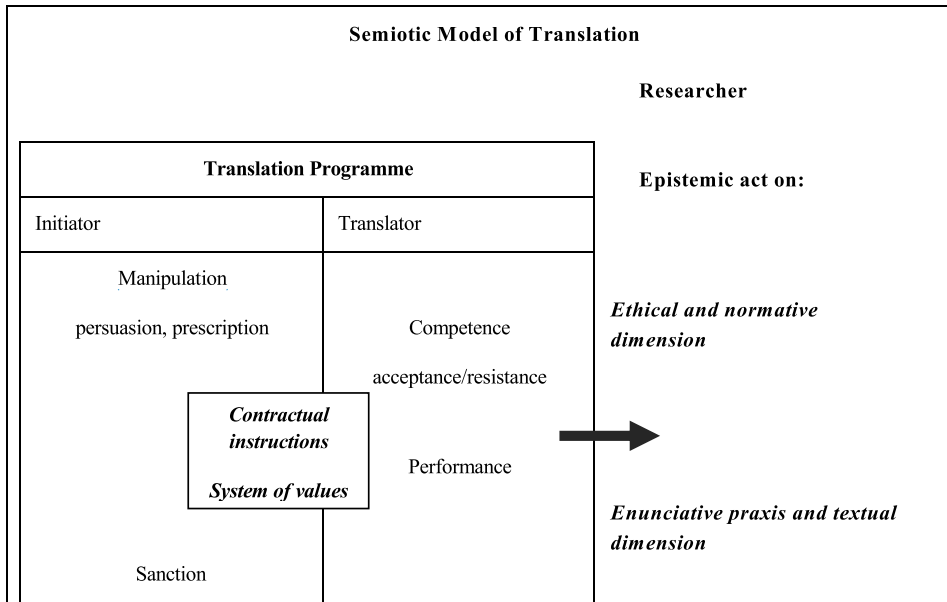 Semiotic Model of Translation
Researcher
Translation Programme
Epistemic act on:
Initiator
Translator
Manipulation
persuasion, prescription
Competence
acceptance/resistance
Contractual
instructions
System of values
Performance
Sanction
Ethical and normative
dimension
Enunciative praxis and textual
dimension